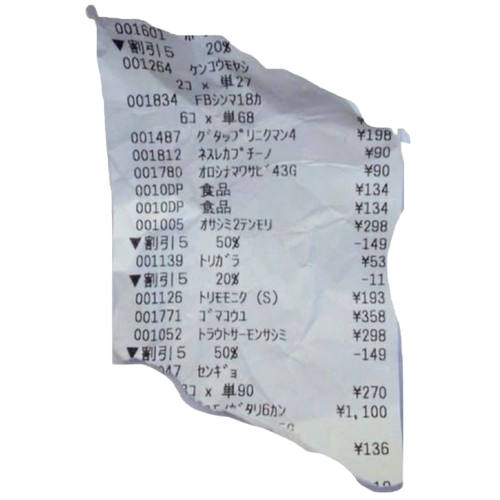 001601
▼割引5 20%
001264 ケンコウモヤシ
2コ x 単27
001834 FBシンマ18カ
6コ x 単68
001487 グタップリニクマン4 ¥198
001812 ネスレカプチーノ ¥90
001780 オロシナマワサビ43G ¥90
0010DP 食品 ¥134
0010DP 食品 ¥134
001005 オサシミ2テンモリ ¥298
▼割引5 50% -149
001139 トリガラ ¥53
▼割引5 20% -11
001126 トリモモニク (S) ¥193
001771 ゴマコウユ ¥358
001052 トラウトサーモンサシミ ¥298
▼割引5 50% -149
047 センギョ
コ x 単90 ¥270
タリ6カン ¥1,100
¥136